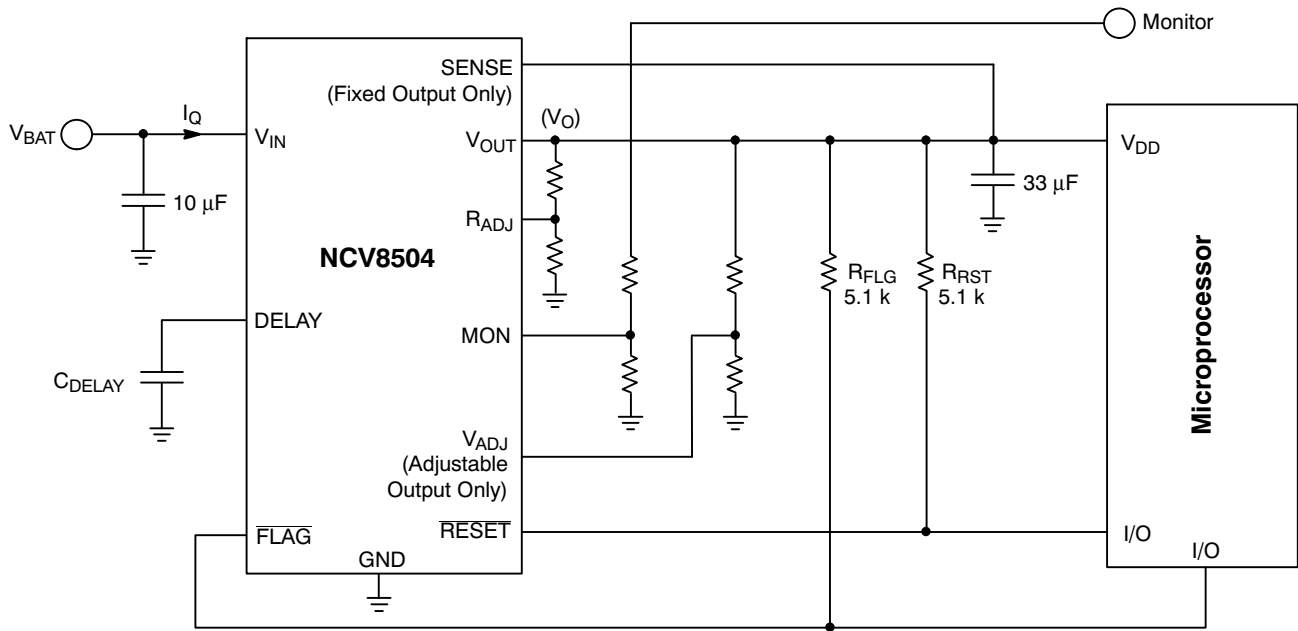 Monitor
SENSE
(Fixed Output Only)
V_BAT
I_Q
V_IN
10 μF
V_OUT
(V_O)
V_DD
33 μF
R_ADJ
NCV8504
R_FLG
5.1 k
R_RST
5.1 k
Microprocessor
DELAY
MON
C_DELAY
V_ADJ
(Adjustable
Output Only)
FLAG
RESET
I/O
I/O
GND